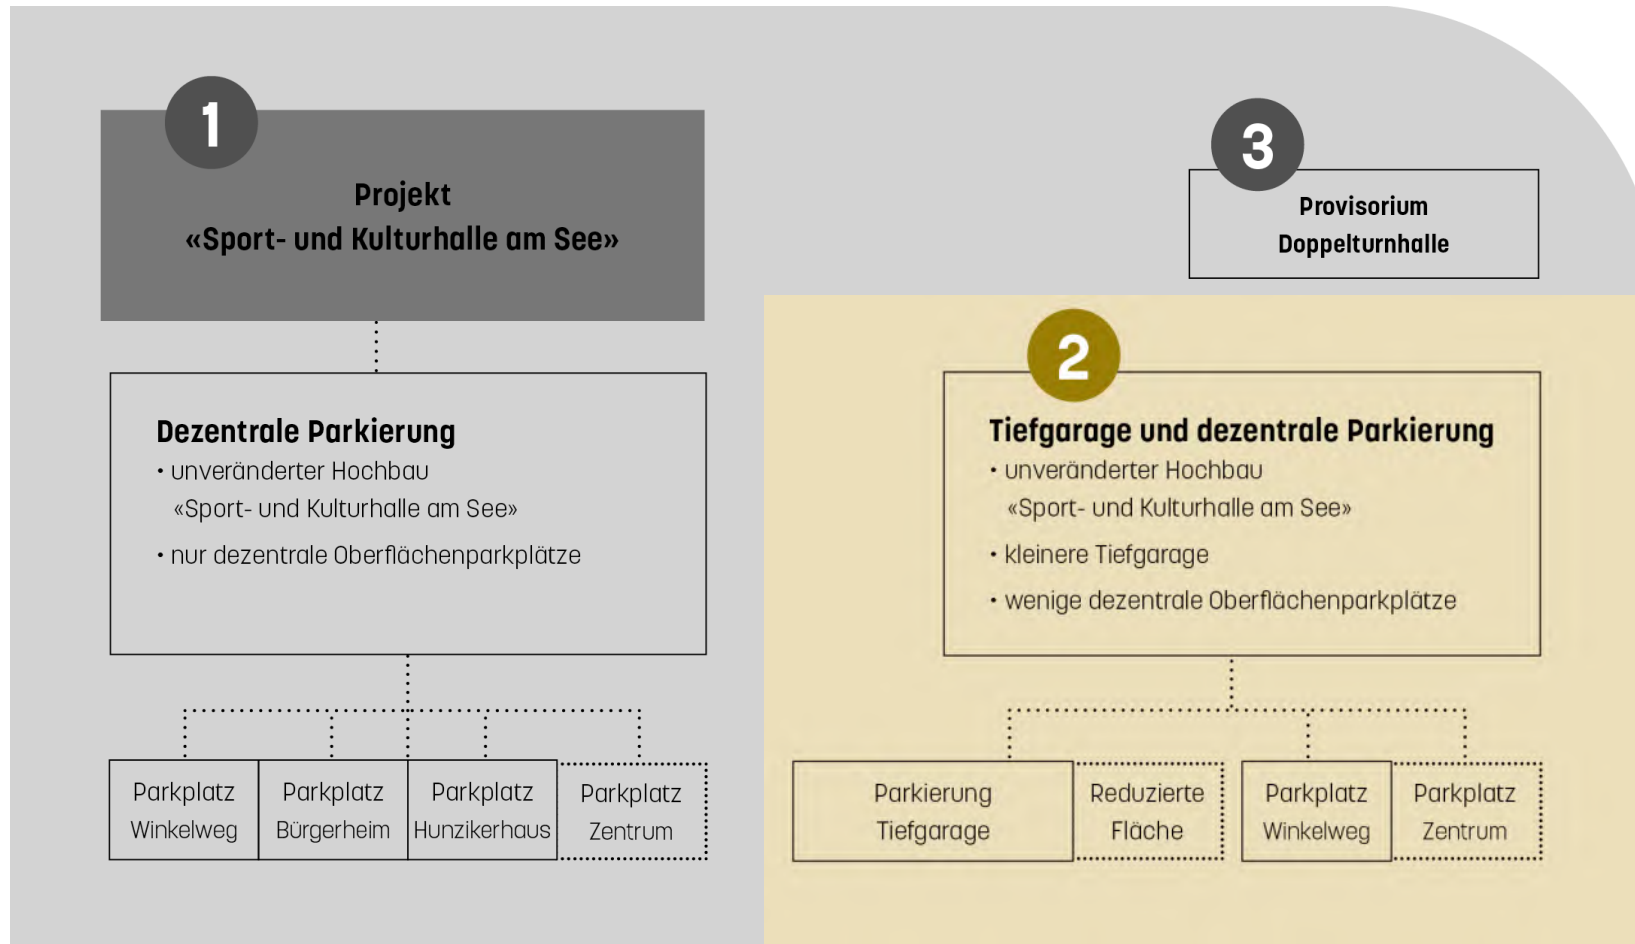 1
Projekt
«Sport- und Kulturhalle am See»
Dezentrale Parkierung
• unveränderter Hochbau
«Sport- und Kulturhalle am See»
• nur dezentrale Oberflächenparkplätze
Parkplatz
Winkelweg
Parkplatz
Bürgerheim
Parkplatz
Hunzikerhaus
Parkplatz
Zentrum
3
Provisorium
Doppelturnhalle
2
Tiefgarage und dezentrale Parkierung
• unveränderter Hochbau
«Sport- und Kulturhalle am See»
• kleinere Tiefgarage
• wenige dezentrale Oberflächenparkplätze
Parkierung
Tiefgarage
Reduzierte
Fläche
Parkplatz
Winkelweg
Parkplatz
Zentrum